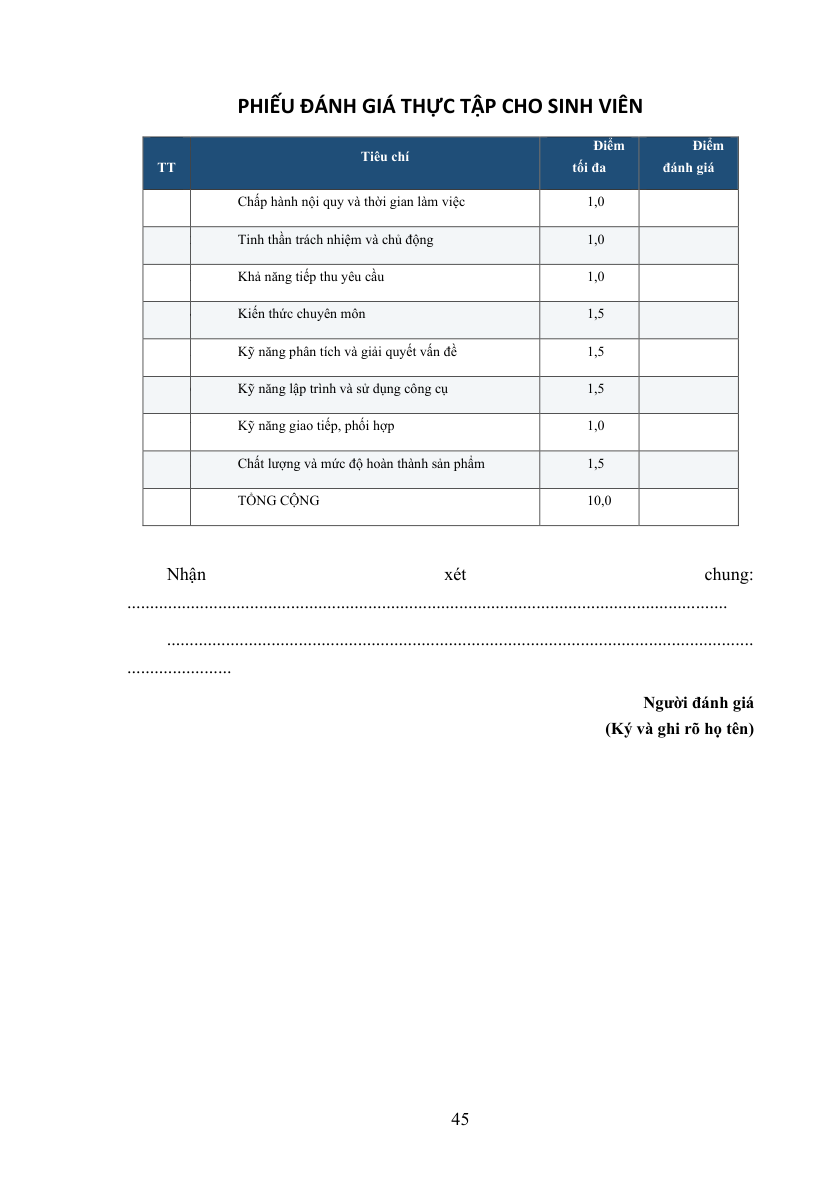 PHIẾU ĐÁNH GIÁ THỰC TẬP CHO SINH VIÊN
TT Tiêu chí Điểm tối đa Điểm đánh giá
Chấp hành nội quy và thời gian làm việc 1,0
Tinh thần trách nhiệm và chủ động 1,0
Khả năng tiếp thu yêu cầu 1,0
Kiến thức chuyên môn 1,5
Kỹ năng phân tích và giải quyết vấn đề 1,5
Kỹ năng lập trình và sử dụng công cụ 1,5
Kỹ năng giao tiếp, phối hợp 1,0
Chất lượng và mức độ hoàn thành sản phẩm 1,5
TỔNG CỘNG 10,0
Nhận xét chung:
....................................................................................................................................
.................................................................................................................................
.......................
Người đánh giá
(Ký và ghi rõ họ tên)
45